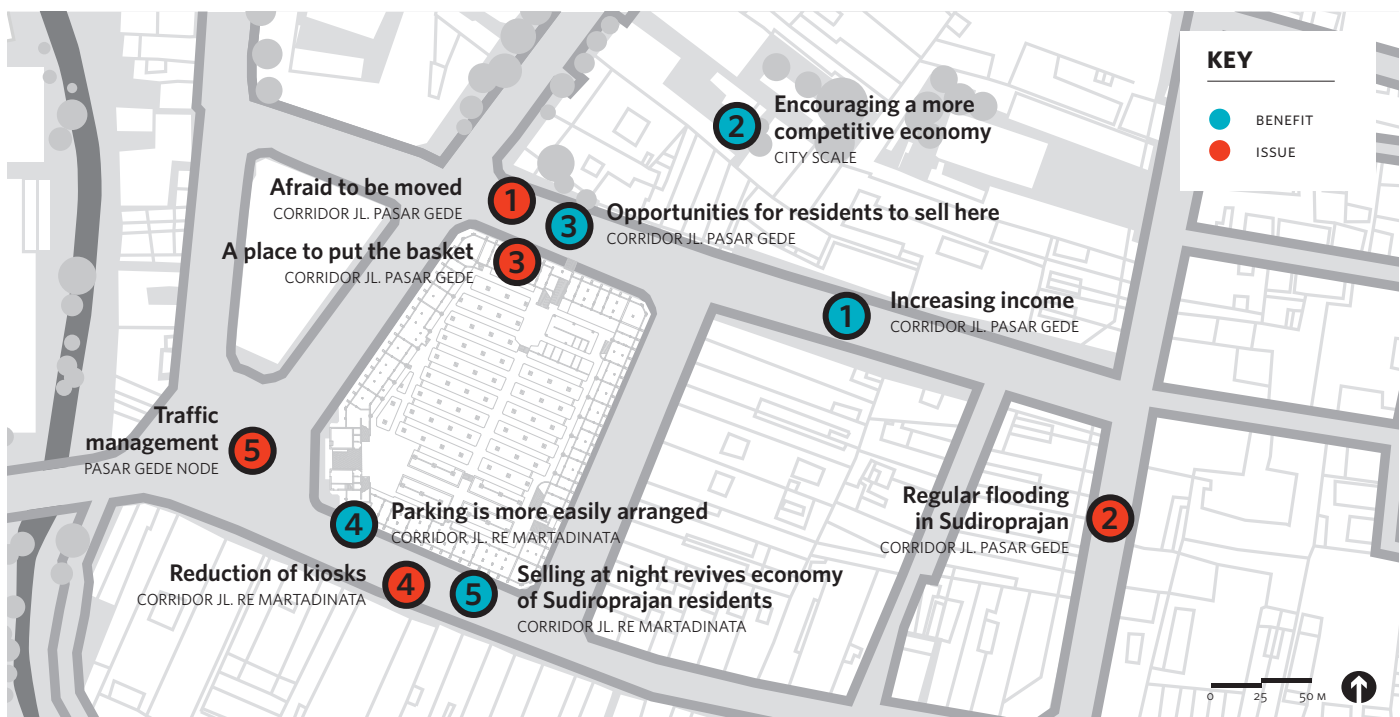 KEY
BENEFIT
ISSUE
2
Encouraging a more
competitive economy
CITY SCALE
Afraid to be moved
CORRIDOR JL. PASAR GEDE
1
3
Opportunities for residents to sell here
CORRIDOR JL. PASAR GEDE
A place to put the basket
CORRIDOR JL. PASAR GEDE
3
1
Increasing income
CORRIDOR JL. PASAR GEDE
Traffic
management
PASAR GEDE NODE
5
4
Parking is more easily arranged
CORRIDOR JL. RE MARTADINATA
Regular flooding
in Sudiroprajan
CORRIDOR JL. PASAR GEDE
2
Reduction of kiosks
CORRIDOR JL. RE MARTADINATA
4
5
Selling at night revives economy
of Sudiroprajan residents
CORRIDOR JL. RE MARTADINATA
0 25 50 M